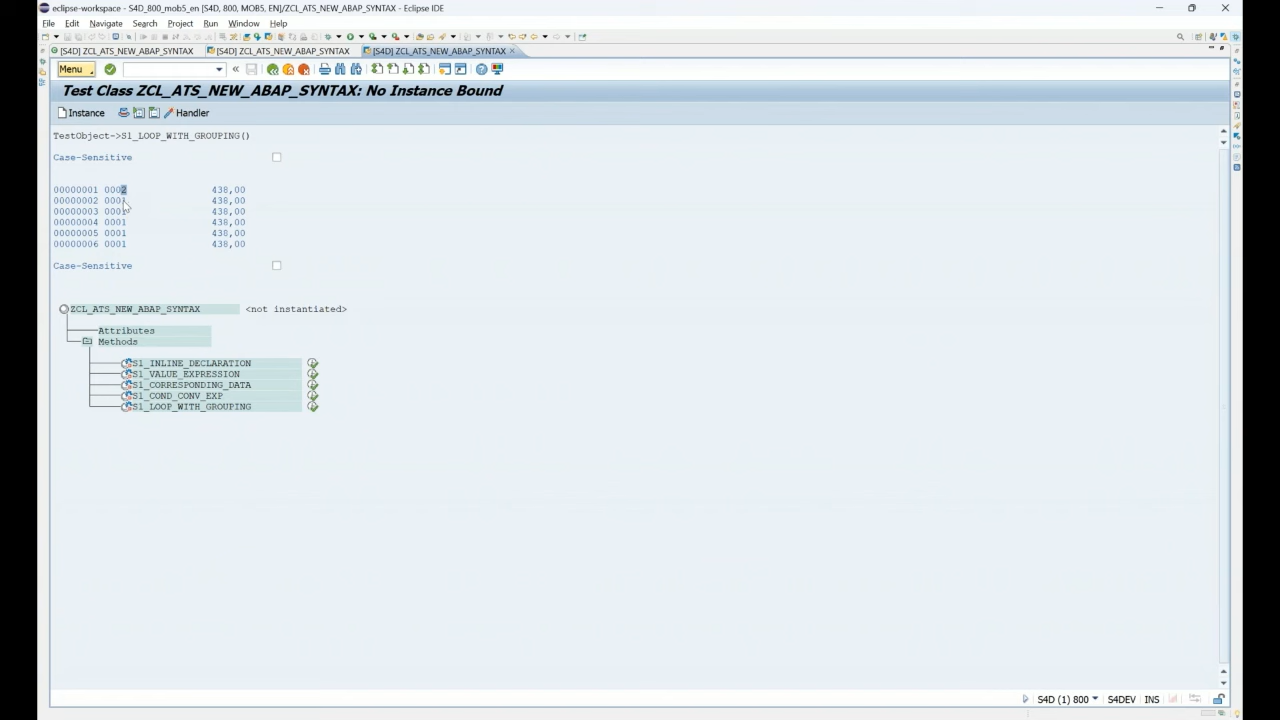 eclipse-workspace - S4D_800_mob5_en [S4D, 800, MOB5, EN]/ZCL_ATS_NEW_ABAP_SYNTAX - Eclipse IDE
File Edit Navigate Search Project Run Window Help
[S4D] ZCL_ATS_NEW_ABAP_SYNTAX [S4D] ZCL_ATS_NEW_ABAP_SYNTAX [S4D] ZCL_ATS_NEW_ABAP_SYNTAX
Menu
Test Class ZCL_ATS_NEW_ABAP_SYNTAX: No Instance Bound
Instance Handler
TestObject->S1_LOOP_WITH_GROUPING()
Case-Sensitive
00000001 0002 438,00
00000002 0001 438,00
00000003 0001 438,00
00000004 0001 438,00
00000005 0001 438,00
00000006 0001 438,00
Case-Sensitive
ZCL_ATS_NEW_ABAP_SYNTAX <not instantiated>
Attributes
Methods
S1_INLINE_DECLARATION
S1_VALUE_EXPRESSION
S1_CORRESPONDING_DATA
S1_COND_CONV_EXP
S1_LOOP_WITH_GROUPING
S4D (1) 800 S4DEV INS